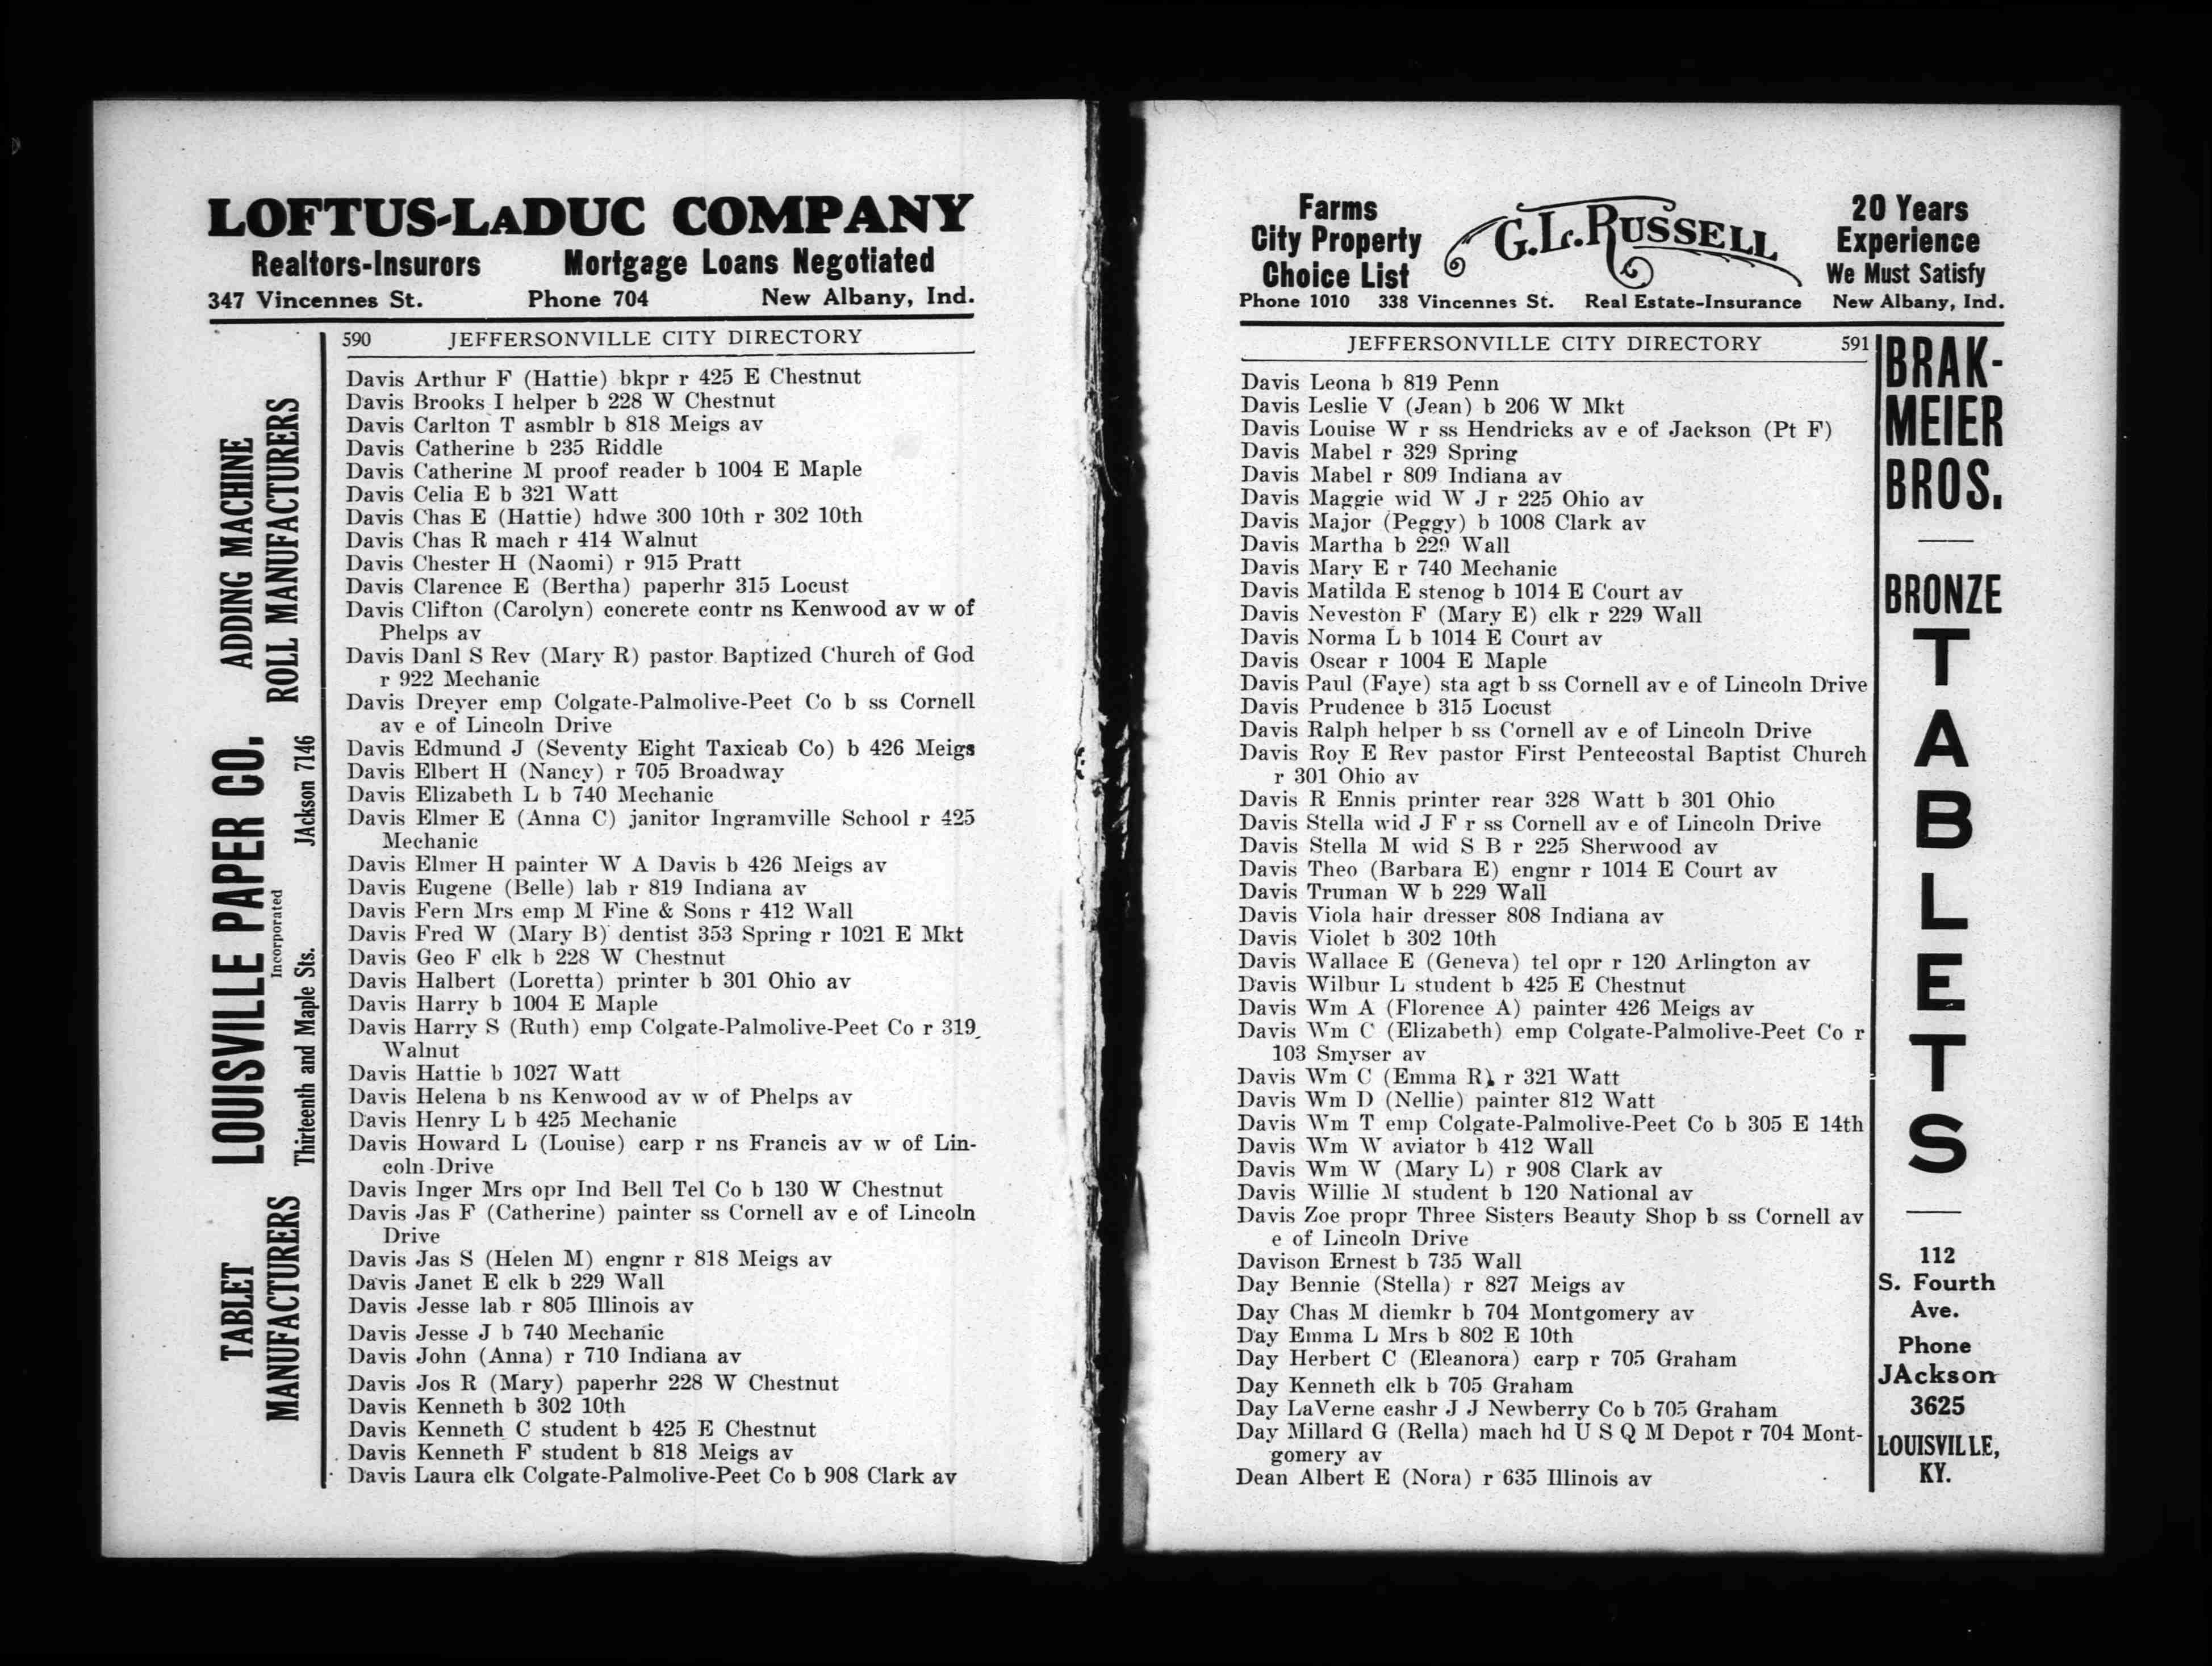 LOFTUS-LADUC COMPANY
Realtors-Insurors Mortgage Loans Negotiated
347 Vincennes St. Phone 704 New Albany, Ind.
ADDING MACHINE
ROLL MANUFACTURERS
LOUISVILLE PAPER CO.
Incorporated
Thirteenth and Maple Sts. JAckson 7146
TABLET
MANUFACTURERS
590 JEFFERSONVILLE CITY DIRECTORY
Davis Arthur F (Hattie) bkpr r 425 E Chestnut
Davis Brooks I helper b 228 W Chestnut
Davis Carlton T asmblr b 818 Meigs av
Davis Catherine b 235 Riddle
Davis Catherine M proof reader b 1004 E Maple
Davis Celia E b 321 Watt
Davis Chas E (Hattie) hdwe 300 10th r 302 10th
Davis Chas R mach r 414 Walnut
Davis Chester H (Naomi) r 915 Pratt
Davis Clarence E (Bertha) paperhr 315 Locust
Davis Clifton (Carolyn) concrete contr ns Kenwood av w of
Phelps av
Davis Danl S Rev (Mary R) pastor Baptized Church of God
r 922 Mechanic
Davis Dreyer emp Colgate-Palmolive-Peet Co b ss Cornell
av e of Lincoln Drive
Davis Edmund J (Seventy Eight Taxicab Co) b 426 Meigs
Davis Elbert H (Nancy) r 705 Broadway
Davis Elizabeth L b 740 Mechanic
Davis Elmer E (Anna C) janitor Ingramville School r 425
Mechanic
Davis Elmer H painter W A Davis b 426 Meigs av
Davis Eugene (Belle) lab r 819 Indiana av
Davis Fern Mrs emp M Fine & Sons r 412 Wall
Davis Fred W (Mary B) dentist 353 Spring r 1021 E Mkt
Davis Geo F clk b 228 W Chestnut
Davis Halbert (Loretta) printer b 301 Ohio av
Davis Harry b 1004 E Maple
Davis Harry S (Ruth) emp Colgate-Palmolive-Peet Co r 319
Walnut
Davis Hattie b 1027 Watt
Davis Helena b ns Kenwood av w of Phelps av
Davis Henry L b 425 Mechanic
Davis Howard L (Louise) carp r ns Francis av w of Lin-
coln Drive
Davis Inger Mrs opr Ind Bell Tel Co b 130 W Chestnut
Davis Jas F (Catherine) painter ss Cornell av e of Lincoln
Drive
Davis Jas S (Helen M) engnr r 818 Meigs av
Davis Janet E clk b 229 Wall
Davis Jesse lab r 805 Illinois av
Davis Jesse J b 740 Mechanic
Davis John (Anna) r 710 Indiana av
Davis Jos R (Mary) paperhr 228 W Chestnut
Davis Kenneth b 302 10th
Davis Kenneth C student b 425 E Chestnut
Davis Kenneth F student b 818 Meigs av
Davis Laura clk Colgate-Palmolive-Peet Co b 908 Clark av
Farms
City Property
Choice List
G.L. RUSSELL
20 Years
Experience
We Must Satisfy
Phone 1010 338 Vincennes St. Real Estate-Insurance New Albany, Ind.
JEFFERSONVILLE CITY DIRECTORY 591
Davis Leona b 819 Penn
Davis Leslie V (Jean) b 206 W Mkt
Davis Louise W r ss Hendricks av e of Jackson (Pt F)
Davis Mabel r 329 Spring
Davis Mabel r 809 Indiana av
Davis Maggie wid W J r 225 Ohio av
Davis Major (Peggy) b 1008 Clark av
Davis Martha b 229 Wall
Davis Mary E r 740 Mechanic
Davis Matilda E stenog b 1014 E Court av
Davis Neveston F (Mary E) clk r 229 Wall
Davis Norma L b 1014 E Court av
Davis Oscar r 1004 E Maple
Davis Paul (Faye) sta agt b ss Cornell av e of Lincoln Drive
Davis Prudence b 315 Locust
Davis Ralph helper b ss Cornell av e of Lincoln Drive
Davis Roy E Rev pastor First Pentecostal Baptist Church
r 301 Ohio av
Davis R Ennis printer rear 328 Watt b 301 Ohio
Davis Stella wid J F r ss Cornell av e of Lincoln Drive
Davis Stella M wid S B r 225 Sherwood av
Davis Theo (Barbara E) engnr r 1014 E Court av
Davis Truman W b 229 Wall
Davis Viola hair dresser 808 Indiana av
Davis Violet b 302 10th
Davis Wallace E (Geneva) tel opr r 120 Arlington av
Davis Wilbur L student b 425 E Chestnut
Davis Wm A (Florence A) painter 426 Meigs av
Davis Wm C (Elizabeth) emp Colgate-Palmolive-Peet Co r
103 Smyser av
Davis Wm C (Emma R) r 321 Watt
Davis Wm D (Nellie) painter 812 Watt
Davis Wm T emp Colgate-Palmolive-Peet Co b 305 E 14th
Davis Wm W aviator b 412 Wall
Davis Wm W (Mary L) r 908 Clark av
Davis Willie M student b 120 National av
Davis Zoe propr Three Sisters Beauty Shop b ss Cornell av
e of Lincoln Drive
Davison Ernest b 735 Wall
Day Bennie (Stella) r 827 Meigs av
Day Chas M diemkr b 704 Montgomery av
Day Emma L Mrs b 802 E 10th
Day Herbert C (Eleanora) carp r 705 Graham
Day Kenneth clk b 705 Graham
Day LaVerne cashr J J Newberry Co b 705 Graham
Day Millard G (Rella) mach hd U S Q M Depot r 704 Mont-
gomery av
Dean Albert E (Nora) r 635 Illinois av
BRAK-
MEIER
BROS.
BRONZE
T
A
B
L
E
T
S
112
S. Fourth
Ave.
Phone
JAckson
3625
LOUISVILLE,
KY.